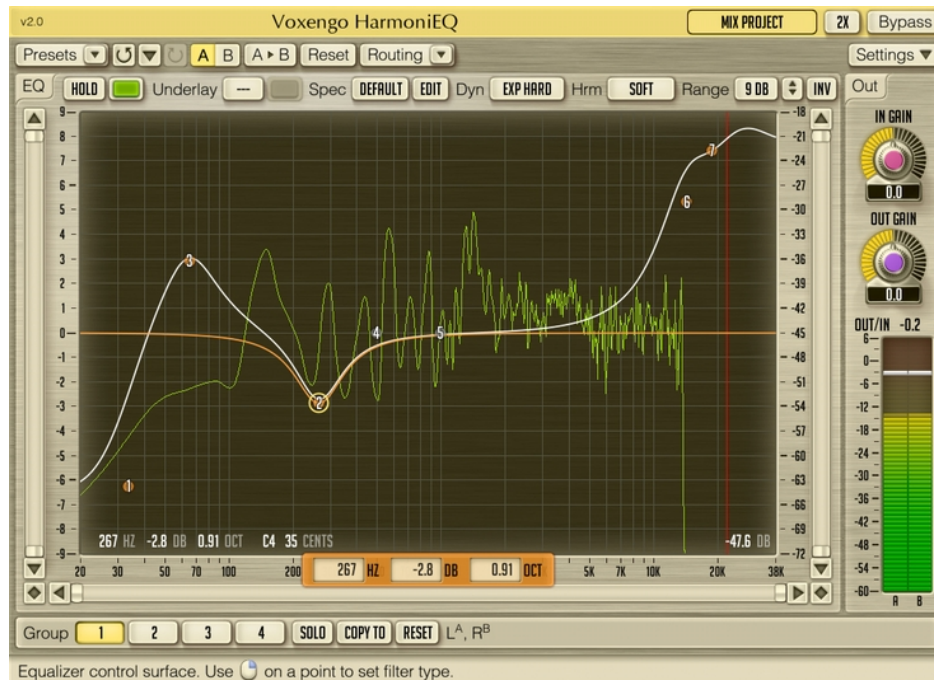 v2.0 Voxengo HarmoniEQ MIX PROJECT 2X Bypass
Presets A B A▸B Reset Routing Settings
EQ HOLD Underlay --- Spec DEFAULT EDIT Dyn EXP HARD Hrm SOFT Range 9 DB INV Out
9 -18
8 -21
7 -24
6 -27
5 -30
4 -33
3 -36
2 -39
1 -42
0 -45
-1 -48
-2 -51
-3 -54
-4 -57
-5 -60
-6 -63
-7 -66
-8 -69
-9 -72
1 2 3 4 5 6 7
267 HZ -2.8 DB 0.91 OCT C4 35 CENTS -47.6 DB
20 30 50 70 100 200 5K 7K 10K 20K 38K
267 HZ -2.8 DB 0.91 OCT
IN GAIN
0.0
OUT GAIN
0.0
OUT/IN -0.2
6
0
-6
-12
-18
-24
-30
-36
-42
-48
-54
-60
A B
Group 1 2 3 4 SOLO COPY TO RESET Lᴬ, Rᴮ
Equalizer control surface. Use on a point to set filter type.